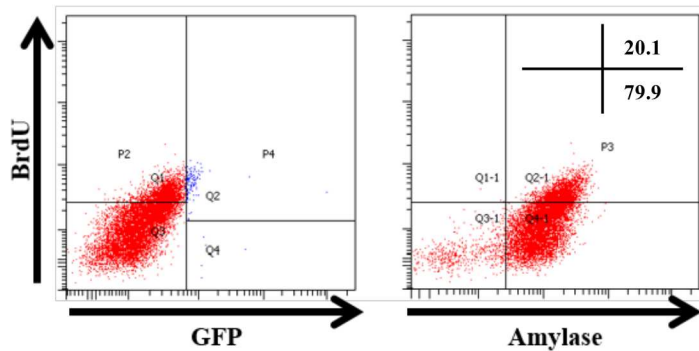 BrdU
P2
P4
Q1
Q2
Q3
Q4
GFP
20.1
79.9
P3
Q1-1
Q2-1
Q3-1
Q4-1
Amylase